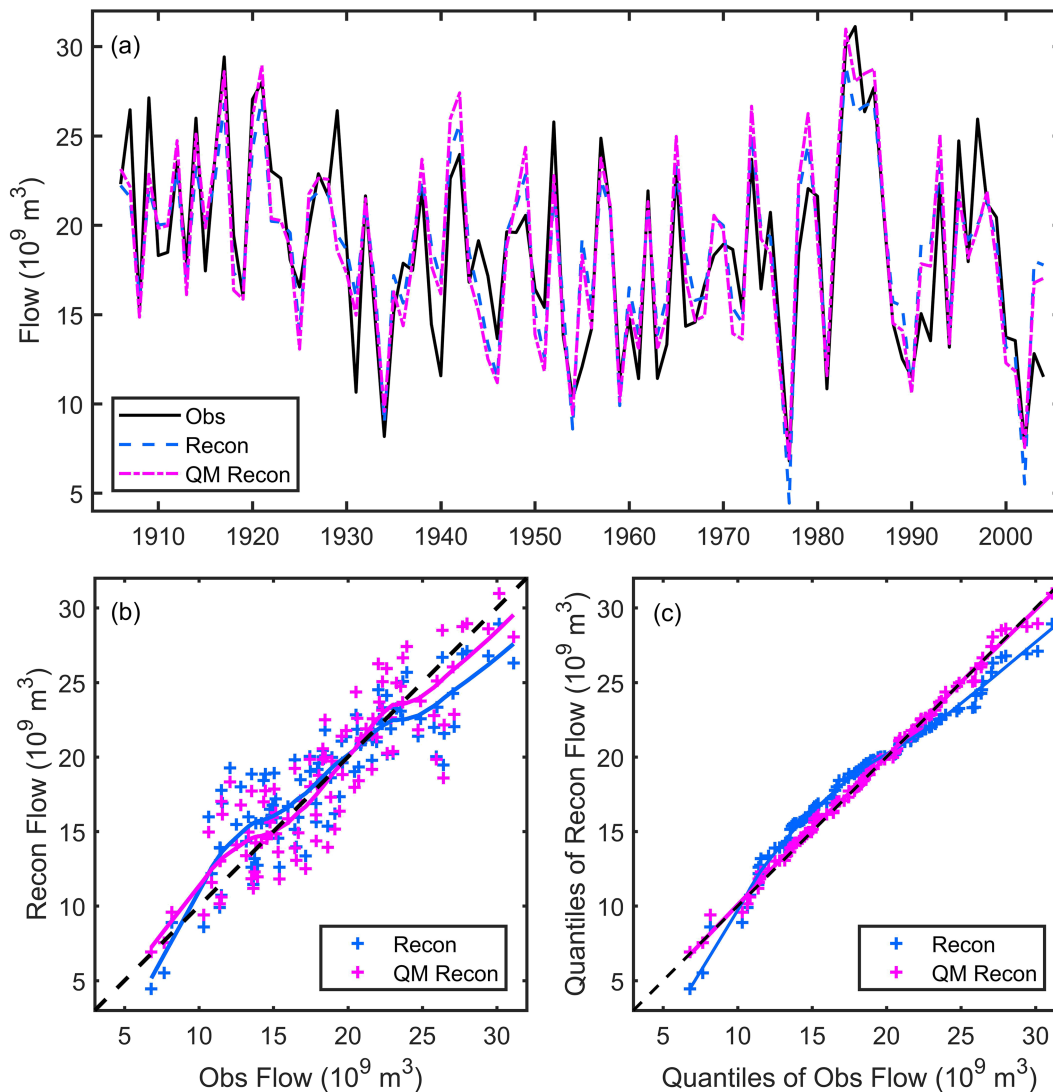 (a)
Flow (10⁹ m³)
30
25
20
15
10
5
Obs
Recon
QM Recon
1910 1920 1930 1940 1950 1960 1970 1980 1990 2000
(b)
Recon Flow (10⁹ m³)
30
25
20
15
10
5
Recon
QM Recon
5 10 15 20 25 30
Obs Flow (10⁹ m³)
(c)
Quantiles of Recon Flow (10⁹ m³)
30
25
20
15
10
5
Recon
QM Recon
5 10 15 20 25 30
Quantiles of Obs Flow (10⁹ m³)